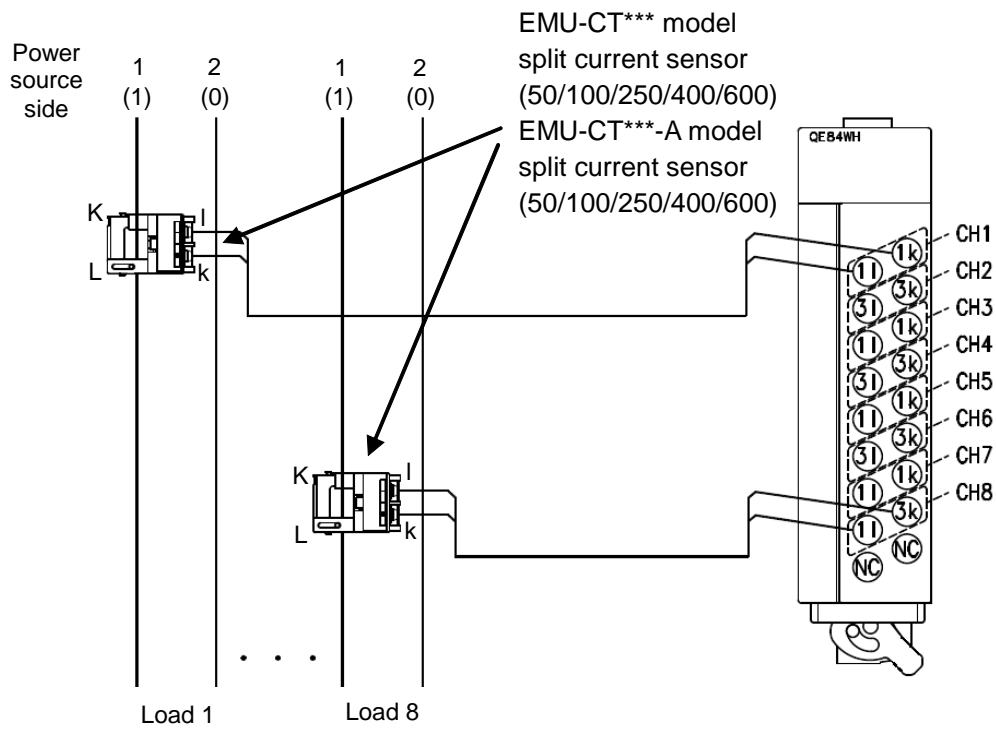 EMU-CT*** model
split current sensor
(50/100/250/400/600)
EMU-CT***-A model
split current sensor
(50/100/250/400/600)
Power
source
side
1
(1)
2
(0)
1
(1)
2
(0)
K
L
l
k
K
L
l
k
Load 1
. . .
Load 8
QE84WH
1k
1l
3k
3l
1k
1l
3k
3l
1k
1l
3k
3l
1k
1l
3k
1l
NC
NC
CH1
CH2
CH3
CH4
CH5
CH6
CH7
CH8